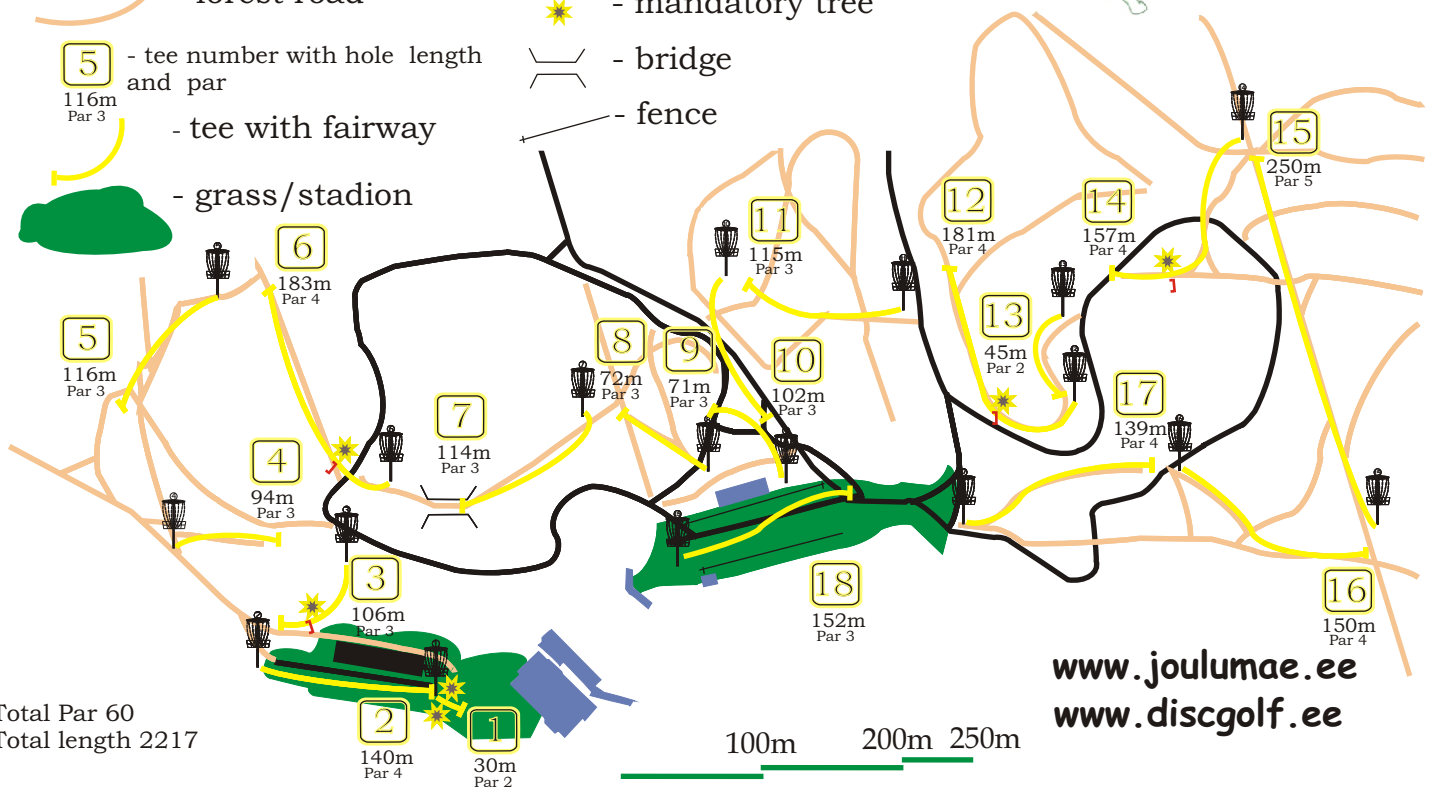 - forest road
- mandatory tree
5
- tee number with hole length
and par
116m
Par 3
- bridge
- tee with fairway
- fence
- grass/stadion
6
183m
Par 4
5
116m
Par 3
4
94m
Par 3
7
114m
Par 3
8
72m
Par 3
9
71m
Par 3
10
102m
Par 3
11
115m
Par 3
12
181m
Par 4
13
45m
Par 2
14
157m
Par 4
15
250m
Par 5
17
139m
Par 4
16
150m
Par 4
18
152m
Par 3
3
106m
Par 3
2
140m
Par 4
1
30m
Par 2
Total Par 60
Total length 2217
100m 200m 250m
www.joulumae.ee
www.discgolf.ee